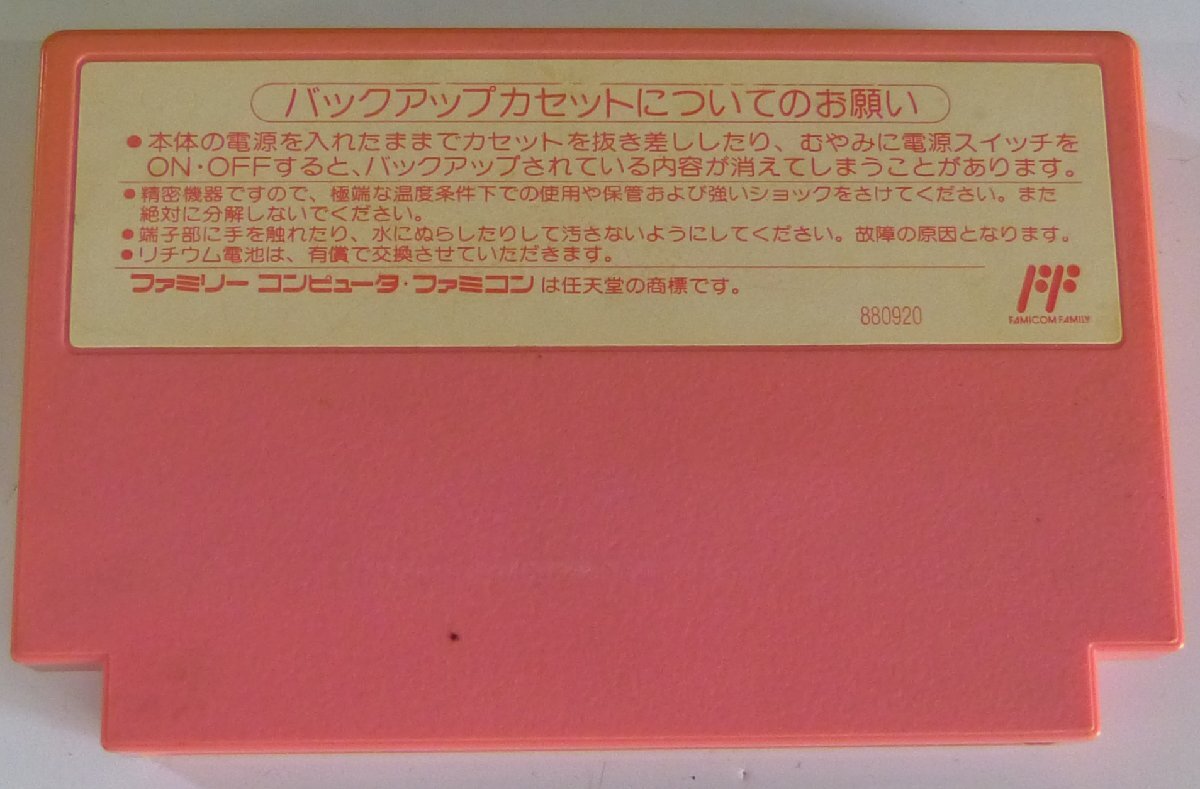 バックアップカセットについてのお願い
●本体の電源を入れたままでカセットを抜き差ししたり、むやみに電源スイッチを
ON・OFFすると、バックアップされている内容が消えてしまうことがあります。
●精密機器ですので、極端な温度条件下での使用や保管および強いショックをさけてください。また
絶対に分解しないでください。
●端子部に手を触れたり、水にぬらしたりして汚さないようにしてください。故障の原因となります。
●リチウム電池は、有償で交換させていただきます。
ファミリー コンピュータ・ファミコンは任天堂の商標です。
880920
FAMICOM FAMILY